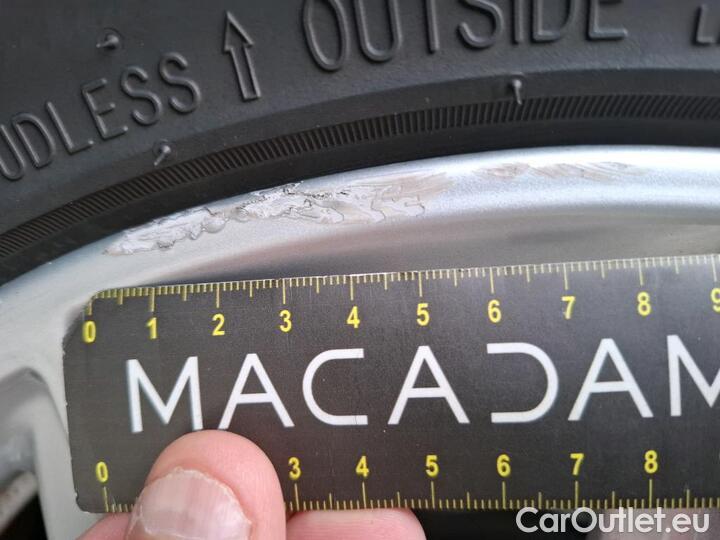 UDLESS ↑ OUTSIDE
0 1 2 3 4 5 6 7 8 9
MACADAM
0 3 4 5 6 7 8
CarOutlet.eu